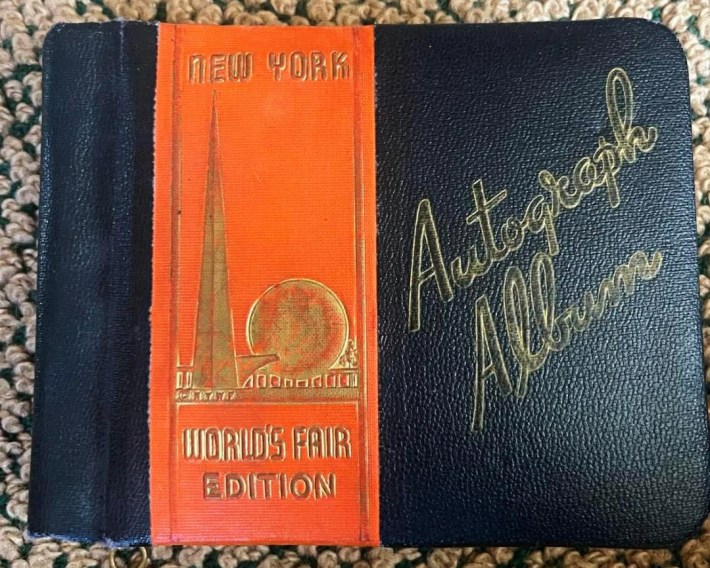 NEW YORK
WORLD'S FAIR
EDITION
Autograph
Album